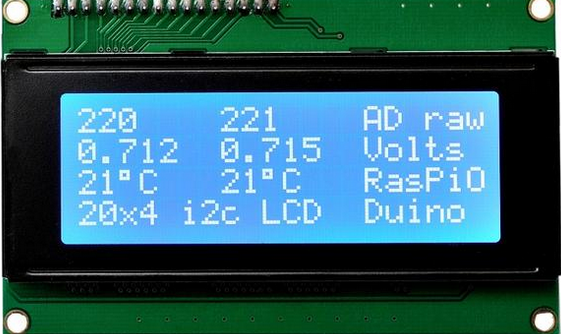 220 221 AD raw
0.712 0.715 Volts
21°C 21°C RasPiO
20x4 i2c LCD Duino